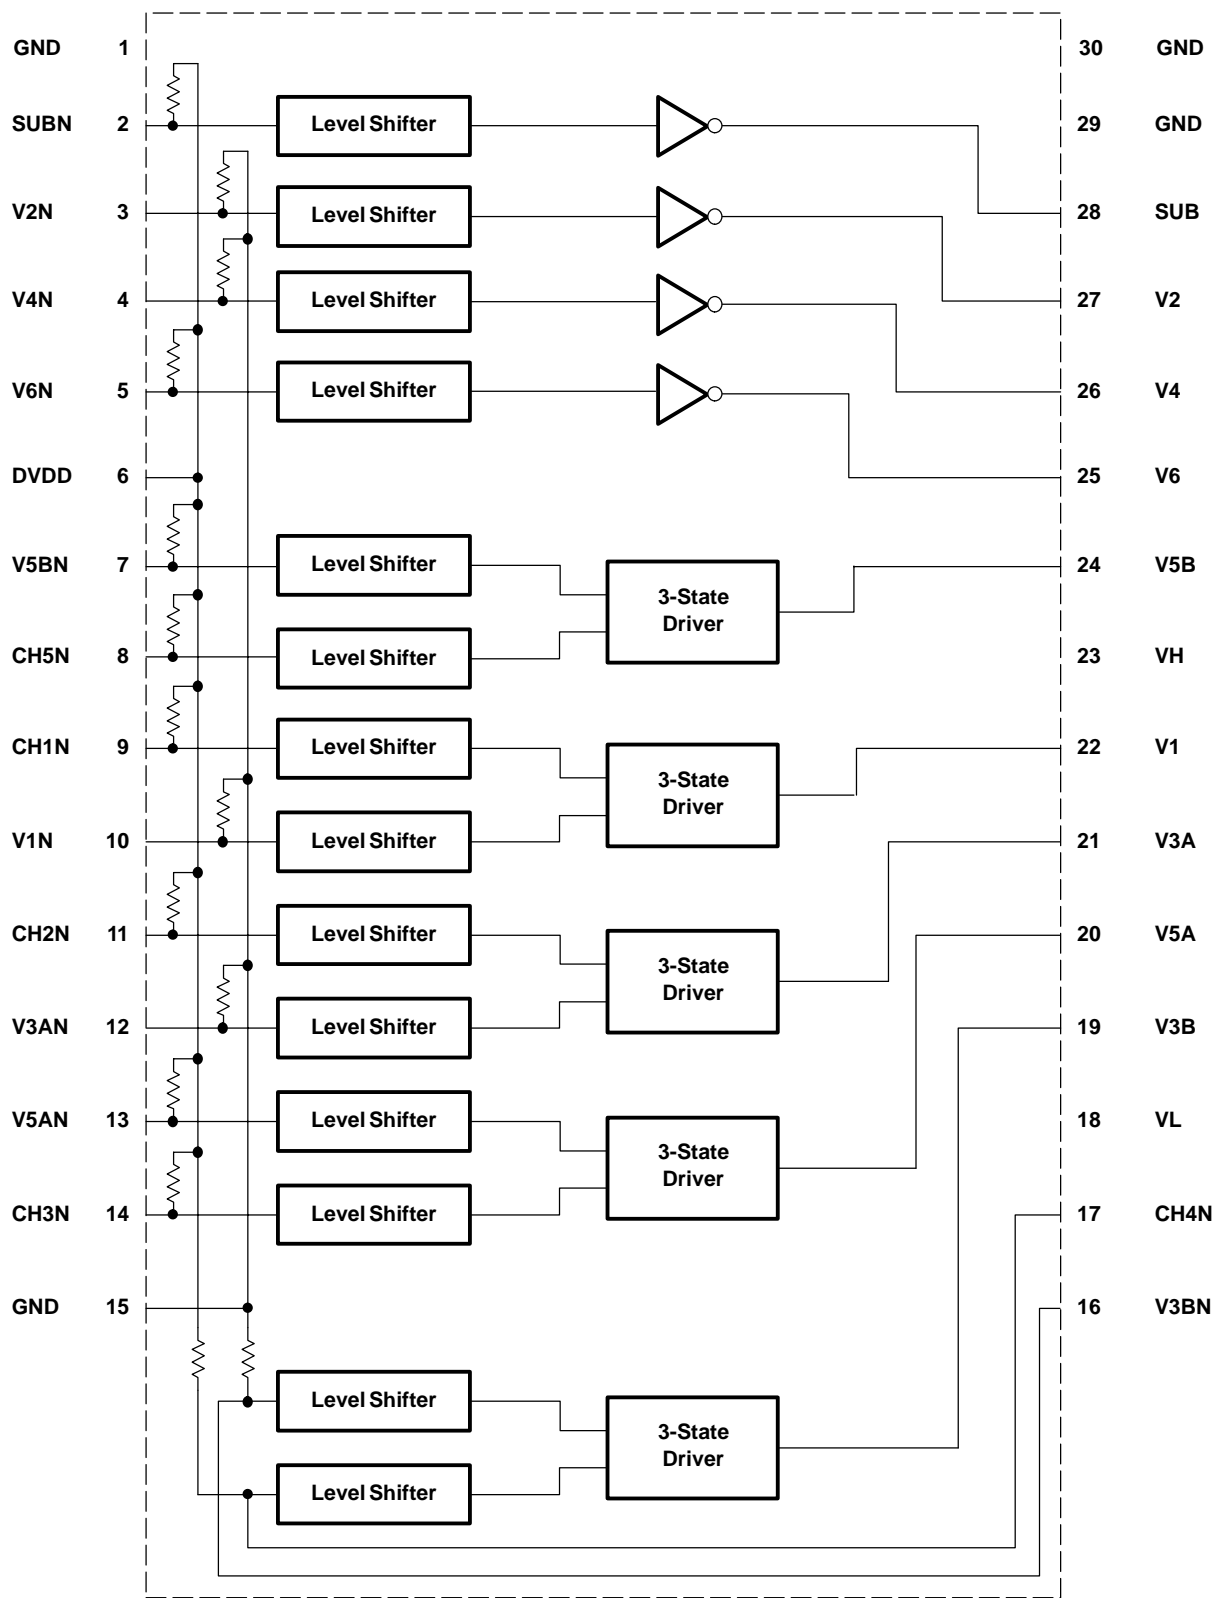 GND 1 30 GND
SUBN 2 Level Shifter 29 GND
V2N 3 Level Shifter 28 SUB
V4N 4 Level Shifter 27 V2
V6N 5 Level Shifter 26 V4
DVDD 6 25 V6
V5BN 7 Level Shifter 24 V5B
3-State
Driver
CH5N 8 Level Shifter 23 VH
CH1N 9 Level Shifter 22 V1
3-State
Driver
V1N 10 Level Shifter 21 V3A
CH2N 11 Level Shifter 20 V5A
3-State
Driver
V3AN 12 Level Shifter 19 V3B
V5AN 13 Level Shifter 18 VL
3-State
Driver
CH3N 14 Level Shifter 17 CH4N
GND 15 16 V3BN
Level Shifter
3-State
Driver
Level Shifter